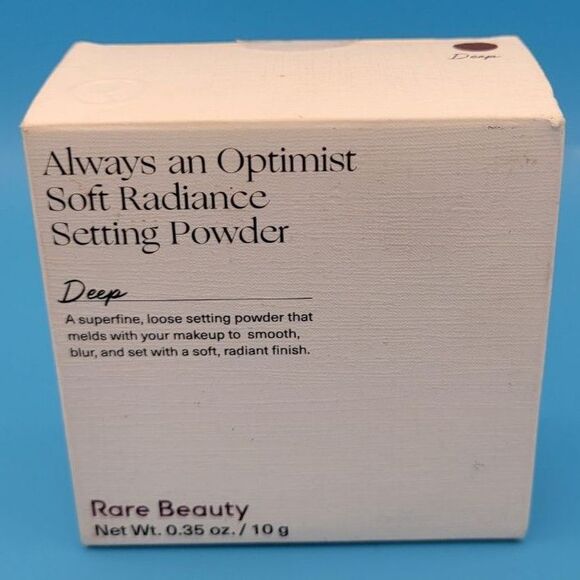 Deep
Always an Optimist
Soft Radiance
Setting Powder
Deep
A superfine, loose setting powder that
melds with your makeup to smooth,
blur, and set with a soft, radiant finish.
Rare Beauty
Net Wt. 0.35 oz. / 10 g